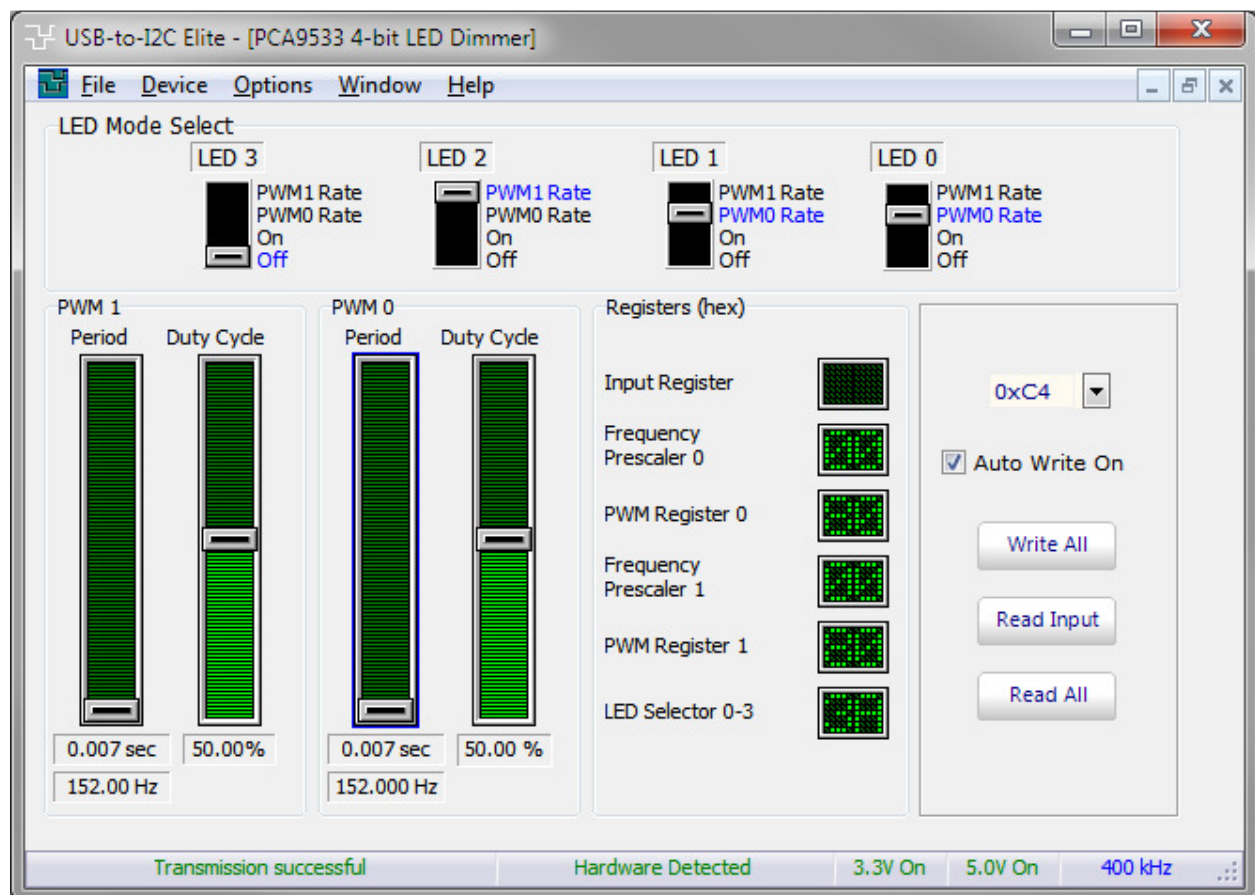 USB-to-I2C Elite - [PCA9533 4-bit LED Dimmer]
File Device Options Window Help
LED Mode Select
LED 3
PWM1 Rate
PWM0 Rate
On
Off
LED 2
PWM1 Rate
PWM0 Rate
On
Off
LED 1
PWM1 Rate
PWM0 Rate
On
Off
LED 0
PWM1 Rate
PWM0 Rate
On
Off
PWM 1
Period Duty Cycle
0.007 sec 50.00%
152.00 Hz
PWM 0
Period Duty Cycle
0.007 sec 50.00 %
152.000 Hz
Registers (hex)
Input Register
Frequency
Prescaler 0
PWM Register 0
Frequency
Prescaler 1
PWM Register 1
LED Selector 0-3
0xC4
Auto Write On
Write All
Read Input
Read All
Transmission successful Hardware Detected 3.3V On 5.0V On 400 kHz